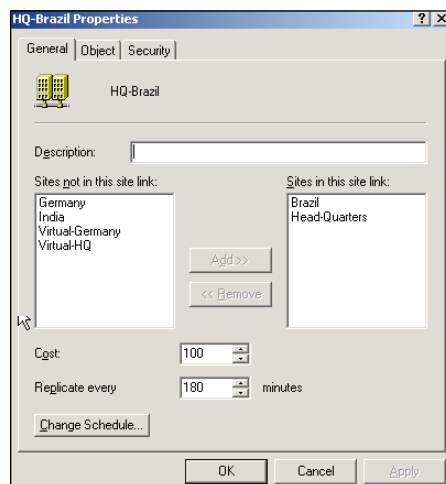 HQ-Brazil Properties
General Object Security
HQ-Brazil
Description:
Sites not in this site link:
Germany
India
Virtual-Germany
Virtual-HQ
Add >>
<< Remove
Sites in this site link:
Brazil
Head-Quarters
Cost: 100
Replicate every 180 minutes
Change Schedule...
OK Cancel Apply